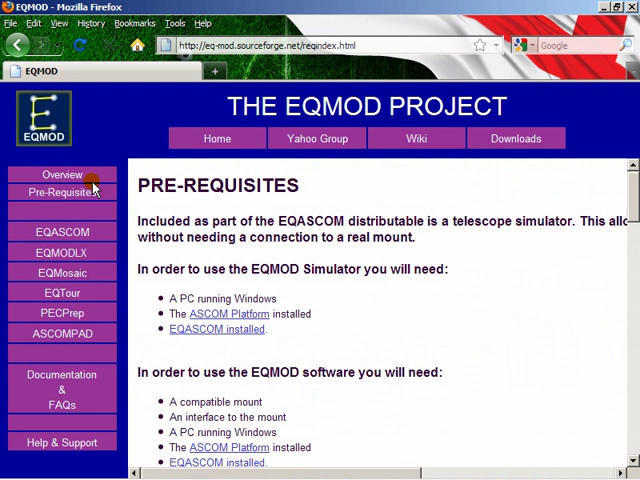 EQMOD - Mozilla Firefox
File Edit View History Bookmarks Tools Help
http://eq-mod.sourceforge.net/reqindex.html
Google
EQMOD
EQMOD
THE EQMOD PROJECT
Home Yahoo Group Wiki Downloads
Overview
Pre-Requisites
EQASCOM
EQMODLX
EQMosaic
EQTour
PECPrep
ASCOMPAD
Documentation
&
FAQs
Help & Support
PRE-REQUISITES
Included as part of the EQASCOM distributable is a telescope simulator. This allo
without needing a connection to a real mount.
In order to use the EQMOD Simulator you will need:
A PC running Windows
The ASCOM Platform installed
EQASCOM installed.
In order to use the EQMOD software you will need:
A compatible mount
An interface to the mount
A PC running Windows
The ASCOM Platform installed
EQASCOM installed.